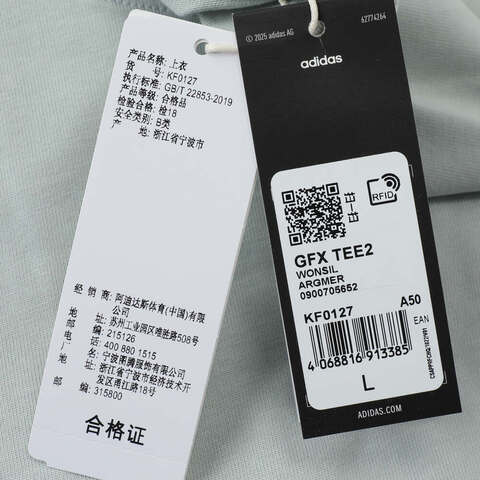 产品名称: 上衣
货 号: KF0127
执行标准: GB/T 22853-2019
产品等级: 合格品
检验合格: 检18
安全类别: B类
产 地: 浙江省宁波市
经 销 商: 阿迪达斯体育(中国)有限
公司
地 址: 苏州工业园区唯胜路508号
邮 编: 215126
电 话: 400 880 1515
宁波甬腾服饰有限公司
地 址: 浙江省宁波市经济技术开
发区甬江路18号
邮 编: 315800
合格证
© 2025 adidas AG
62774264
adidas
RFID
GFX TEE2
WONSIL
ARGMER
0900705652
KF0127 A50
EAN
4 068816 913385
L
ADIDAS.COM